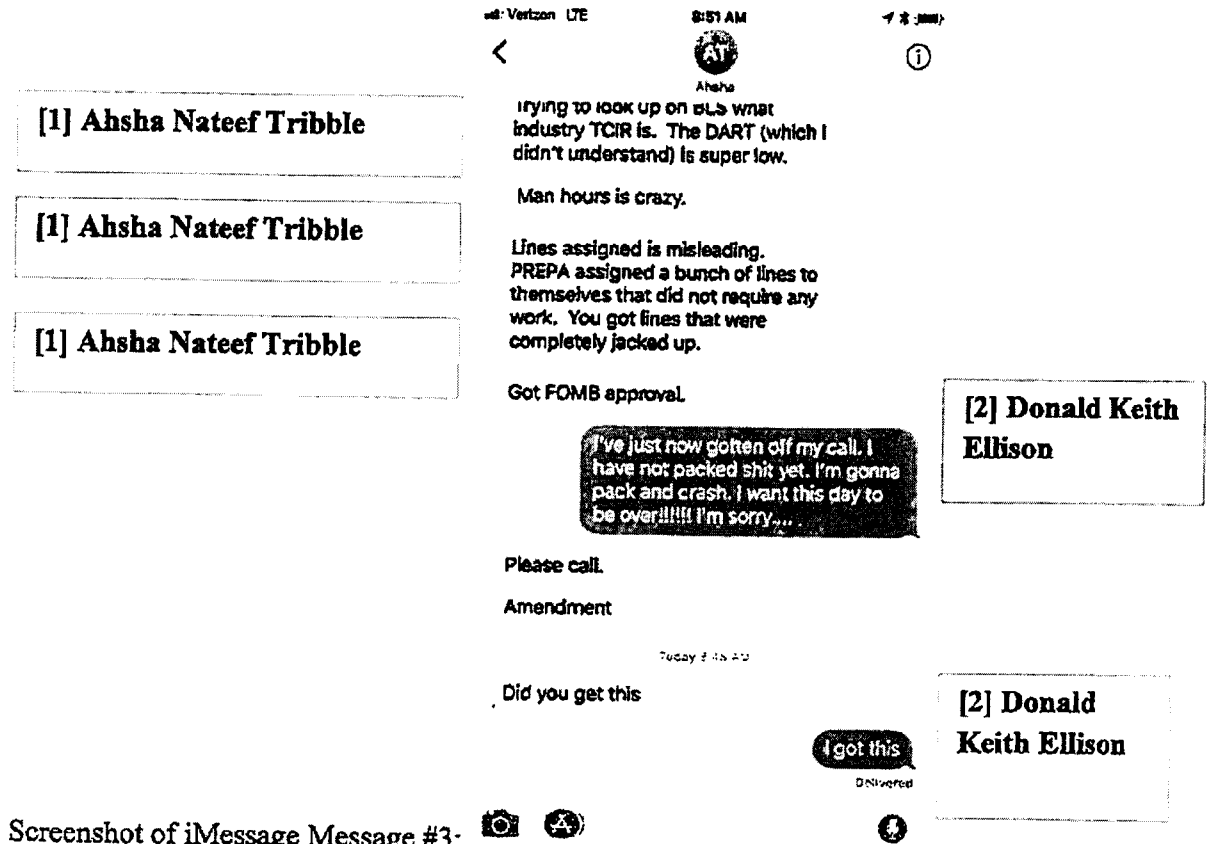 Verizon LTE 8:51 AM
AT
Ahsha
[1] Ahsha Nateef Tribble
[1] Ahsha Nateef Tribble
[1] Ahsha Nateef Tribble
Trying to look up on BLS what
industry TCIR is. The DART (which I
didn't understand) is super low.
Man hours is crazy.
Lines assigned is misleading.
PREPA assigned a bunch of lines to
themselves that did not require any
work. You got lines that were
completely jacked up.
Got FOMB approval.
I've just now gotten off my call. I
have not packed shit yet. I'm gonna
pack and crash. I want this day to
be over!!!!!! I'm sorry....
[2] Donald Keith
Ellison
Please call.
Amendment
Today AM
Did you get this
I got this
Delivered
[2] Donald
Keith Ellison
Screenshot of iMessage Message #3: